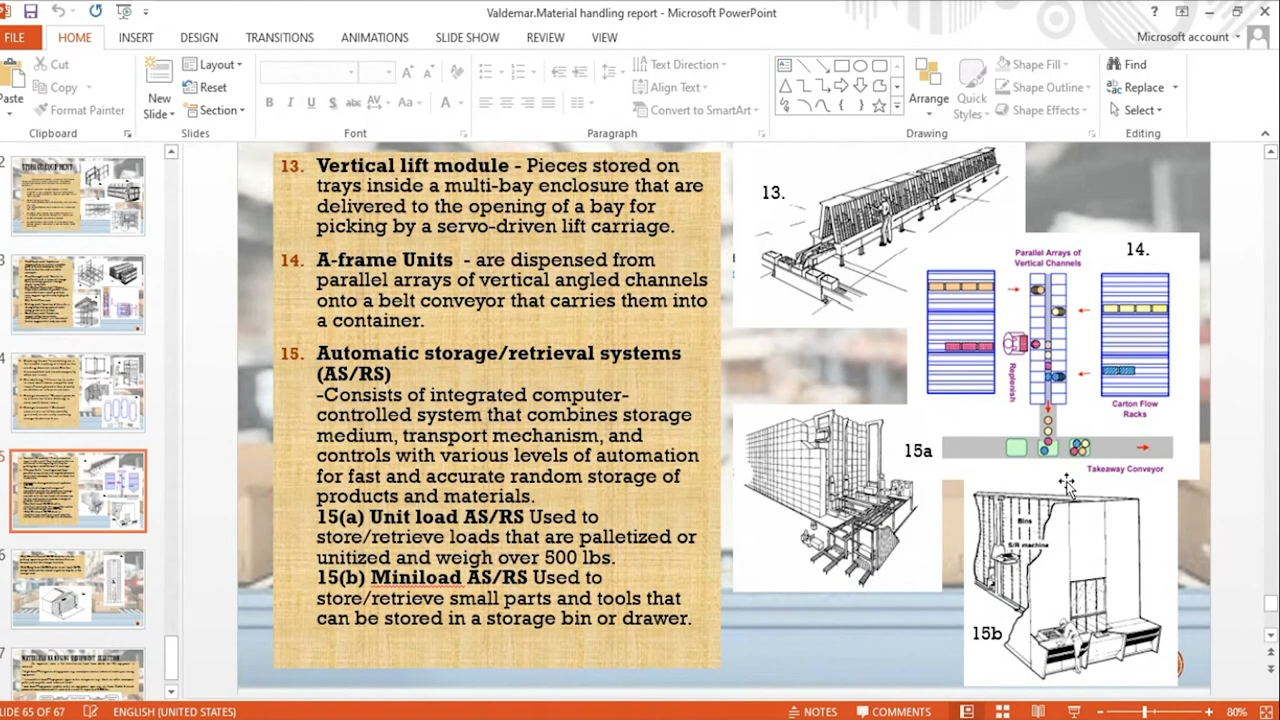 Valdemar.Material handling report - Microsoft PowerPoint
FILE HOME INSERT DESIGN TRANSITIONS ANIMATIONS SLIDE SHOW REVIEW VIEW Microsoft account
Paste
Cut
Copy
Format Painter
Clipboard
New
Slide
Layout
Reset
Section
Slides
Font
Text Direction
Align Text
Convert to SmartArt
Paragraph
Arrange
Quick
Styles
Shape Fill
Shape Outline
Shape Effects
Drawing
Find
Replace
Select
Editing
13. Vertical lift module - Pieces stored on
trays inside a multi-bay enclosure that are
delivered to the opening of a bay for
picking by a servo-driven lift carriage.
14. A-frame Units - are dispensed from
parallel arrays of vertical angled channels
onto a belt conveyor that carries them into
a container.
15. Automatic storage/retrieval systems
(AS/RS)
-Consists of integrated computer-
controlled system that combines storage
medium, transport mechanism, and
controls with various levels of automation
for fast and accurate random storage of
products and materials.
15(a) Unit load AS/RS Used to
store/retrieve loads that are palletized or
unitized and weigh over 500 lbs.
15(b) Miniload AS/RS Used to
store/retrieve small parts and tools that
can be stored in a storage bin or drawer.
13.
14.
Parallel Arrays of
Vertical Channels
Replenish
Carton Flow
Racks
Takeaway Conveyor
15a
Bins
S/R machine
15b
SLIDE 65 OF 67 ENGLISH (UNITED STATES) NOTES COMMENTS 80%